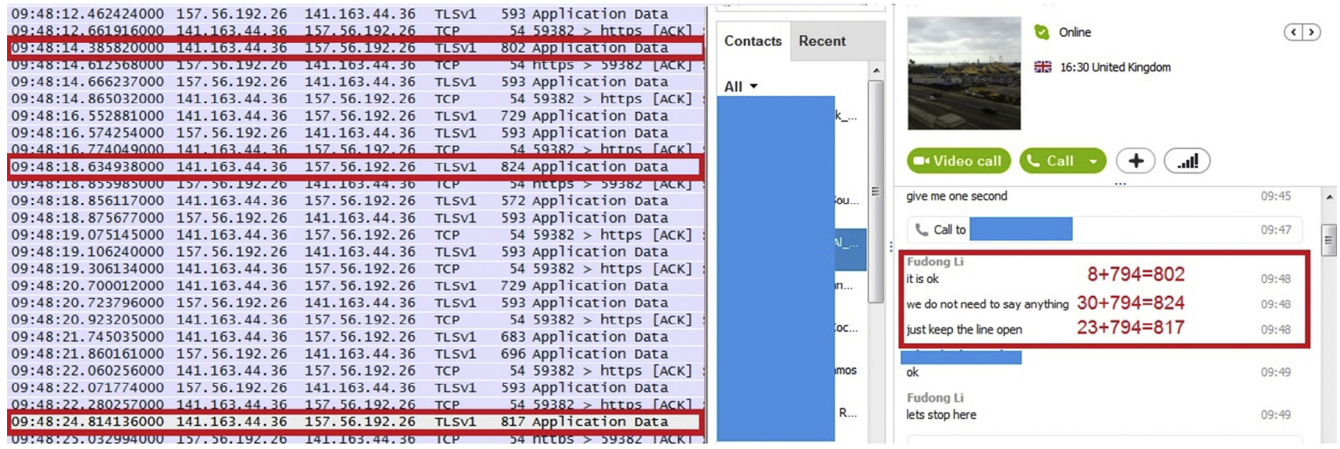 09:48:12.462424000 157.56.192.26 141.163.44.36 TLSv1 593 Application Data
09:48:12.661916000 141.163.44.36 157.56.192.26 TCP 54 59382 > https [ACK]
09:48:14.385820000 141.163.44.36 157.56.192.26 TLSv1 802 Application Data
09:48:14.612568000 157.56.192.26 141.163.44.36 TCP 54 https > 59382 [ACK]
09:48:14.666237000 157.56.192.26 141.163.44.36 TLSv1 593 Application Data
09:48:14.865032000 141.163.44.36 157.56.192.26 TCP 54 59382 > https [ACK]
09:48:16.552881000 141.163.44.36 157.56.192.26 TLSv1 729 Application Data
09:48:16.574254000 157.56.192.26 141.163.44.36 TLSv1 593 Application Data
09:48:16.774049000 141.163.44.36 157.56.192.26 TCP 54 59382 > https [ACK]
09:48:18.634938000 141.163.44.36 157.56.192.26 TLSv1 824 Application Data
09:48:18.855985000 157.56.192.26 141.163.44.36 TCP 54 https > 59382 [ACK]
09:48:18.856117000 141.163.44.36 157.56.192.26 TLSv1 572 Application Data
09:48:18.875677000 157.56.192.26 141.163.44.36 TLSv1 593 Application Data
09:48:19.075145000 141.163.44.36 157.56.192.26 TCP 54 59382 > https [ACK]
09:48:19.106240000 157.56.192.26 141.163.44.36 TLSv1 593 Application Data
09:48:19.306134000 141.163.44.36 157.56.192.26 TCP 54 59382 > https [ACK]
09:48:20.700012000 141.163.44.36 157.56.192.26 TLSv1 729 Application Data
09:48:20.723796000 157.56.192.26 141.163.44.36 TLSv1 593 Application Data
09:48:20.923205000 141.163.44.36 157.56.192.26 TCP 54 59382 > https [ACK]
09:48:21.745035000 141.163.44.36 157.56.192.26 TLSv1 683 Application Data
09:48:21.860161000 157.56.192.26 141.163.44.36 TLSv1 696 Application Data
09:48:22.060256000 141.163.44.36 157.56.192.26 TCP 54 59382 > https [ACK]
09:48:22.071774000 157.56.192.26 141.163.44.36 TLSv1 593 Application Data
09:48:22.280257000 141.163.44.36 157.56.192.26 TCP 54 59382 > https [ACK]
09:48:24.814136000 141.163.44.36 157.56.192.26 TLSv1 817 Application Data
09:48:25.032994000 157.56.192.26 141.163.44.36 TCP 54 https > 59382 [ACK]
Contacts Recent
All
k_...
ou...
AI_...
n...
oc...
mos
R...
Online
16:30 United Kingdom
Video call Call
give me one second 09:45
Call to 09:47
Fudong Li
it is ok 8+794=802 09:48
we do not need to say anything 30+794=824 09:48
just keep the line open 23+794=817 09:48
ok 09:49
Fudong Li
lets stop here 09:49